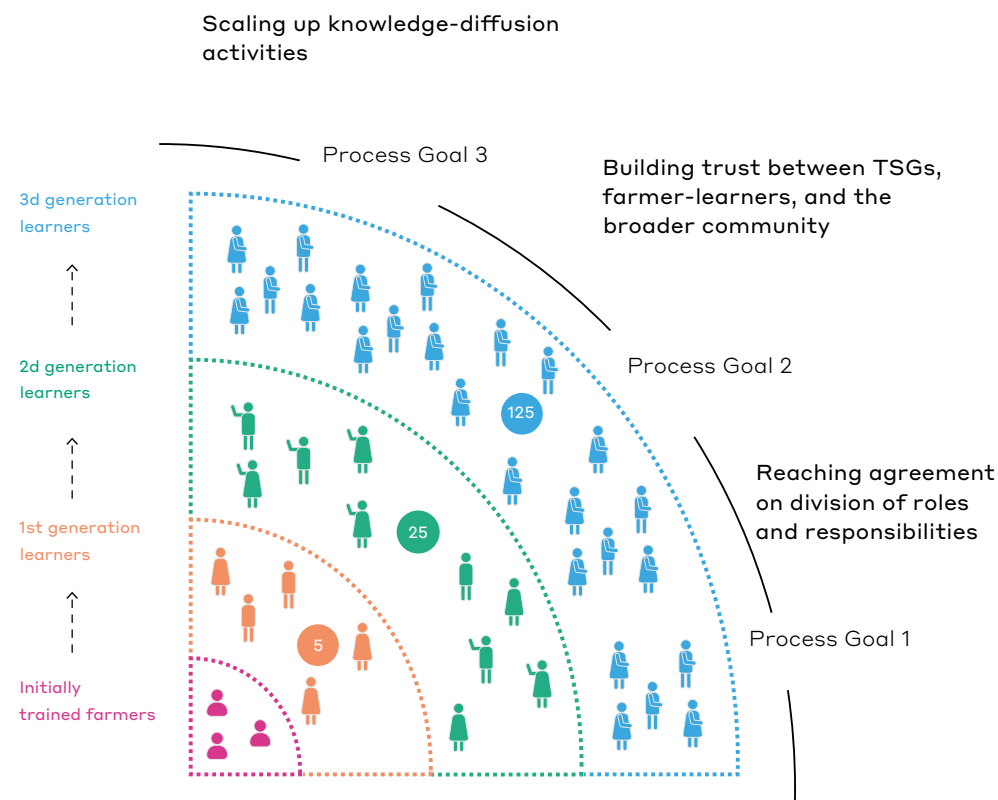 Scaling up knowledge-diffusion
activities
Process Goal 3
Building trust between TSGs,
farmer-learners, and the
broader community
3d generation
learners
Process Goal 2
2d generation
learners
125
Reaching agreement
on division of roles
and responsibilities
25
1st generation
learners
5
Process Goal 1
Initially
trained farmers